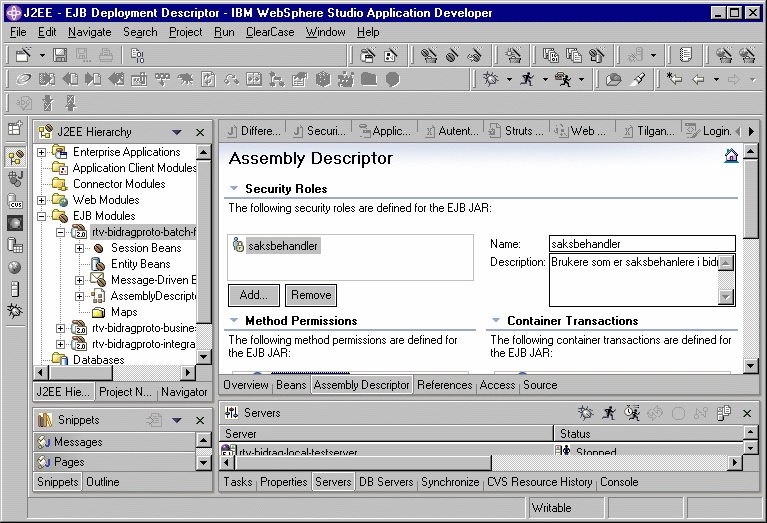 J2EE - EJB Deployment Descriptor - IBM WebSphere Studio Application Developer
File Edit Navigate Search Project Run ClearCase Window Help
J2EE Hierarchy
Enterprise Applications
Application Client Modules
Connector Modules
Web Modules
EJB Modules
rtv-bidragproto-batch-f
Session Beans
Entity Beans
Message-Driven E
AssemblyDescripto
Maps
rtv-bidragproto-busine
rtv-bidragproto-integra
Databases
J2EE Hie... Project N... Navigator
Snippets
Messages
Pages
Snippets Outline
Differe... Securi... Applic... Autent... Struts ... Web ... Tilgan... Login.
Assembly Descriptor
Security Roles
The following security roles are defined for the EJB JAR:
saksbehandler
Add... Remove
Name: saksbehandler
Description: Brukere som er saksbehanlere i bidr
Method Permissions
The following method permissions are defined for
the EJB JAR:
Container Transactions
The following container transactions are defined for
the EJB JAR:
Overview Beans Assembly Descriptor References Access Source
Servers
Server Status
rtv-bidrag-local-testserver Stopped
Tasks Properties Servers DB Servers Synchronize CVS Resource History Console
Writable